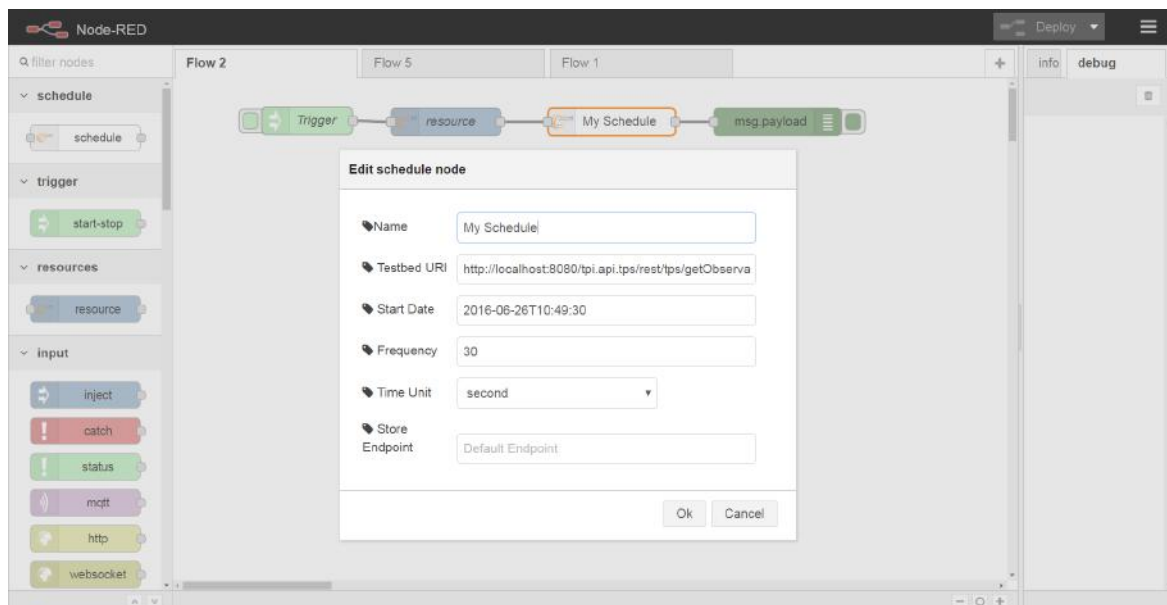 Node-RED
Deploy
filter nodes
Flow 2
Flow 5
Flow 1
info
debug
schedule
schedule
trigger
start-stop
resources
resource
input
inject
catch
status
mqtt
http
websocket
Trigger
resource
My Schedule
msg.payload
Edit schedule node
Name
My Schedule
Testbed URI
http://localhost:8080/tpi.api.tps/rest/tps/getObserva
Start Date
2016-06-26T10:49:30
Frequency
30
Time Unit
second
Store
Endpoint
Default Endpoint
Ok
Cancel